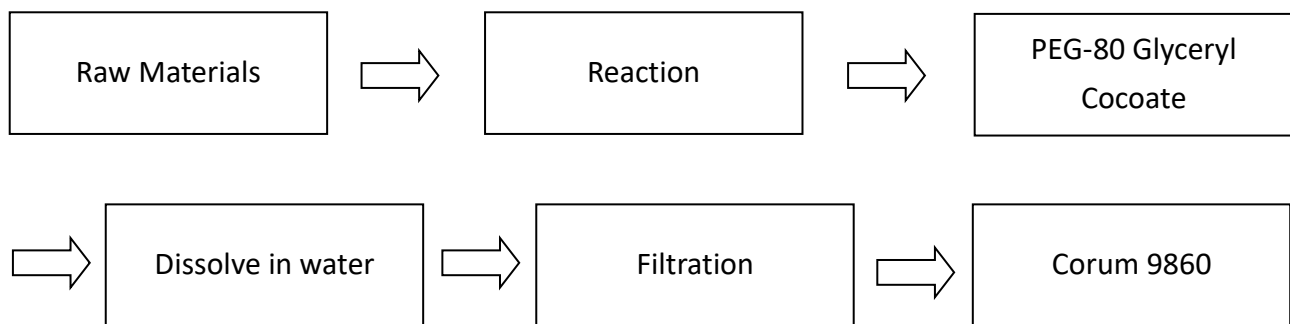 Raw Materials
Reaction
PEG-80 Glyceryl
Cocoate
Dissolve in water
Filtration
Corum 9860